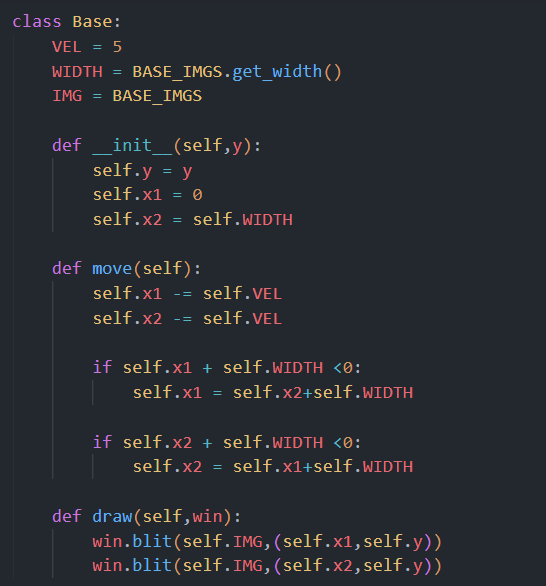 class Base:
    VEL = 5
    WIDTH = BASE_IMGS.get_width()
    IMG = BASE_IMGS

    def __init__(self,y):
        self.y = y
        self.x1 = 0
        self.x2 = self.WIDTH

    def move(self):
        self.x1 -= self.VEL
        self.x2 -= self.VEL

        if self.x1 + self.WIDTH <0:
            self.x1 = self.x2+self.WIDTH

        if self.x2 + self.WIDTH <0:
            self.x2 = self.x1+self.WIDTH

    def draw(self,win):
        win.blit(self.IMG,(self.x1,self.y))
        win.blit(self.IMG,(self.x2,self.y))